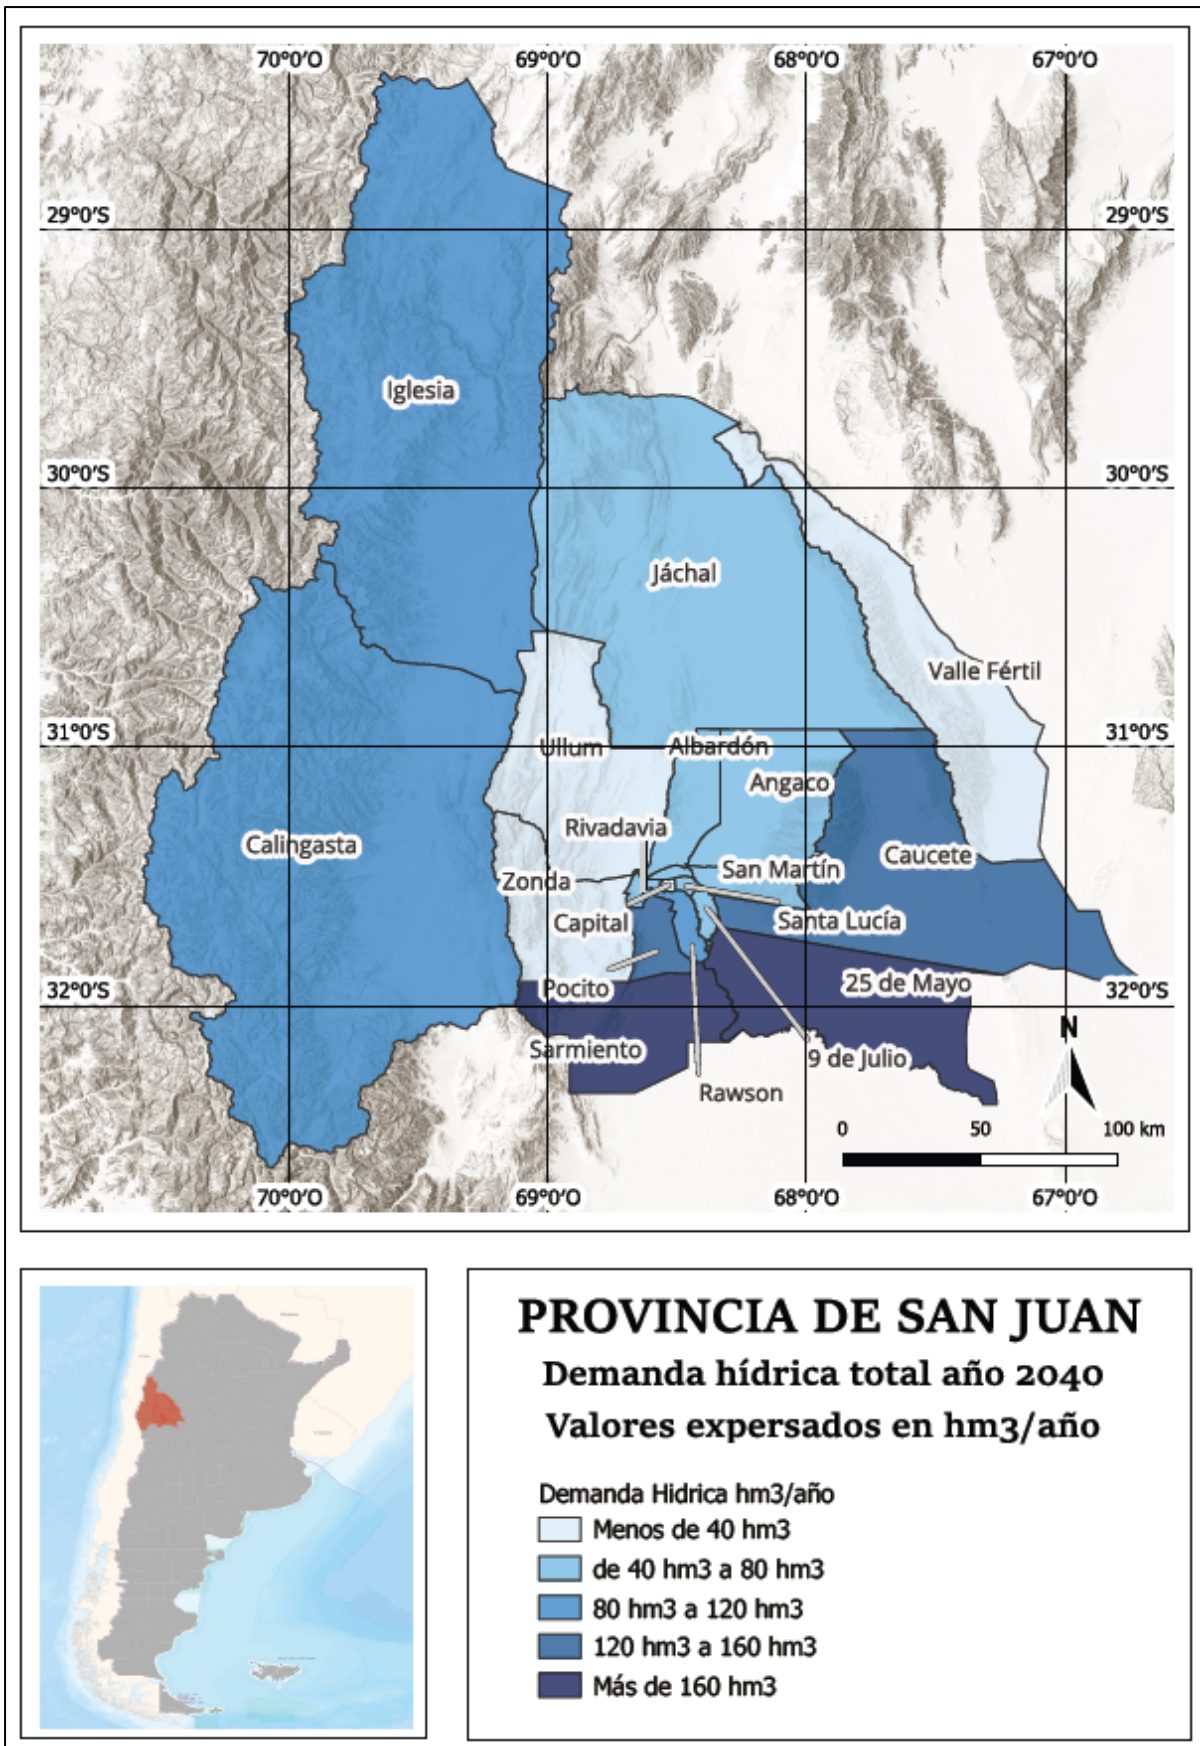 70°0'O 69°0'O 68°0'O 67°0'O
29°0'S 29°0'S
Iglesia
30°0'S 30°0'S
Jáchal
Valle Fértil
31°0'S 31°0'S
Ullum Albardón
Angaco
Rivadavia
Calingasta Caucete
Zonda San Martín
Capital Santa Lucía
Pocito 25 de Mayo
32°0'S 32°0'S
N
Sarmiento 9 de Julio
Rawson
0 50 100 km
70°0'O 69°0'O 68°0'O 67°0'O
PROVINCIA DE SAN JUAN
Demanda hídrica total año 2040
Valores expersados en hm3/año
Demanda Hidrica hm3/año
Menos de 40 hm3
de 40 hm3 a 80 hm3
80 hm3 a 120 hm3
120 hm3 a 160 hm3
Más de 160 hm3